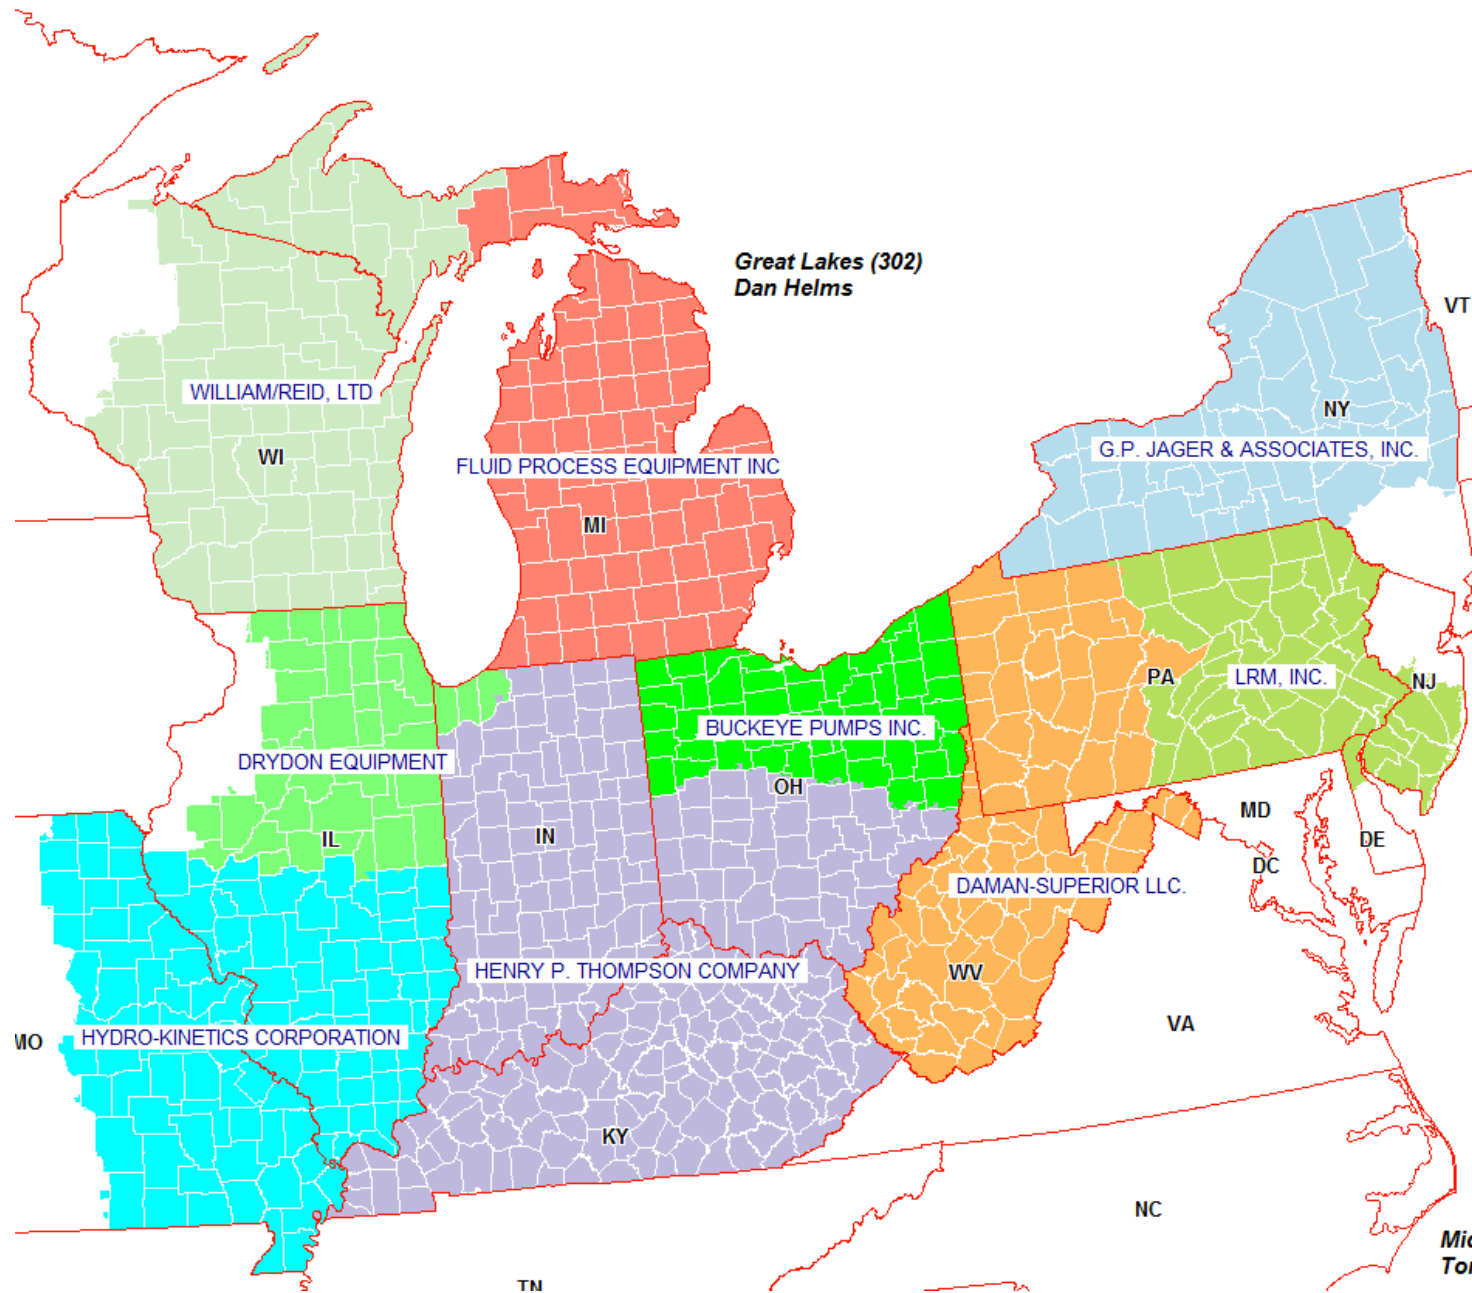 Great Lakes (302)
Dan Helms
VT
WILLIAM/REID, LTD
NY
WI
G.P. JAGER & ASSOCIATES, INC.
FLUID PROCESS EQUIPMENT INC
MI
PA
LRM, INC.
NJ
BUCKEYE PUMPS INC.
DRYDON EQUIPMENT
OH
IL
IN
MD
DE
DC
DAMAN-SUPERIOR LLC.
HENRY P. THOMPSON COMPANY
WV
VA
MO
HYDRO-KINETICS CORPORATION
KY
NC
TN